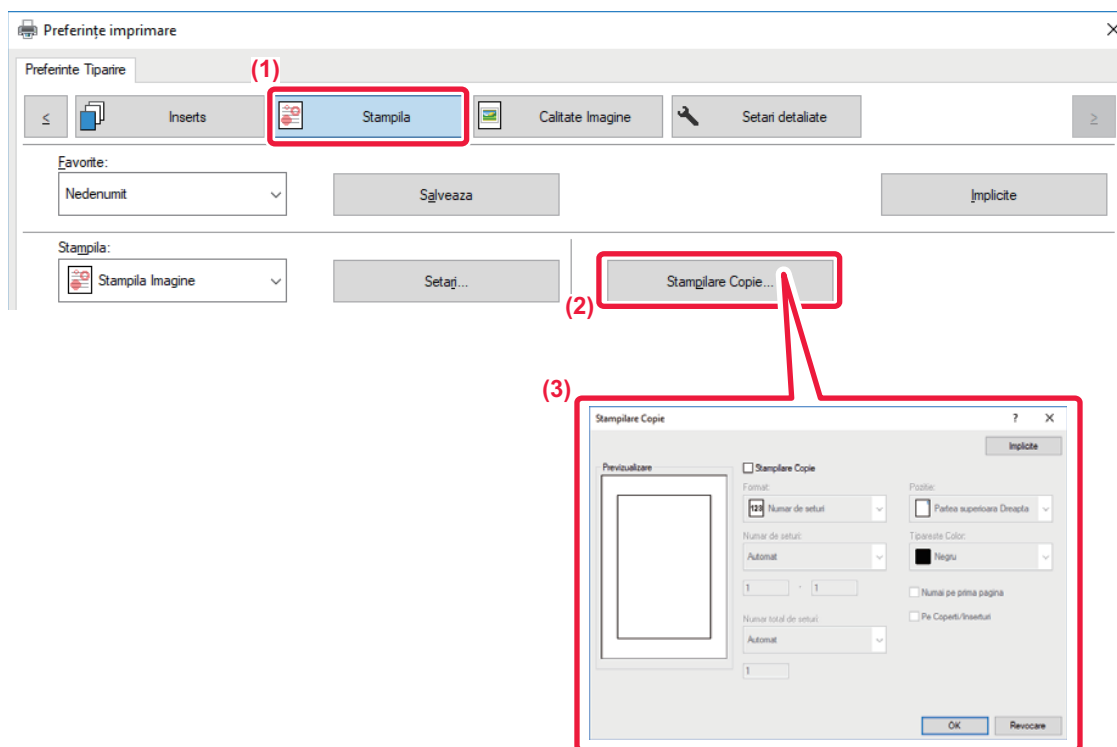 Preferințe imprimare
Preferinte Tiparire
(1)
<
Inserts
Stampila
Calitate Imagine
Setari detaliate
>
Favorite:
Nedenumit
Salveaza
Implicite
Stampila:
Stampila Imagine
Setari...
Stampilare Copie...
(2)
(3)
Stampilare Copie
?
Implicite
Previzualizare
Stampilare Copie
Format:
Pozitie:
123 Numar de seturi
Partea superioara Dreapta
Numar de seturi:
Tipareste Color:
Automat
Negru
1 - 1
Numai pe prima pagina
Numar total de seturi
Pe Coperti/Inserturi
Automat
1
OK
Revocare